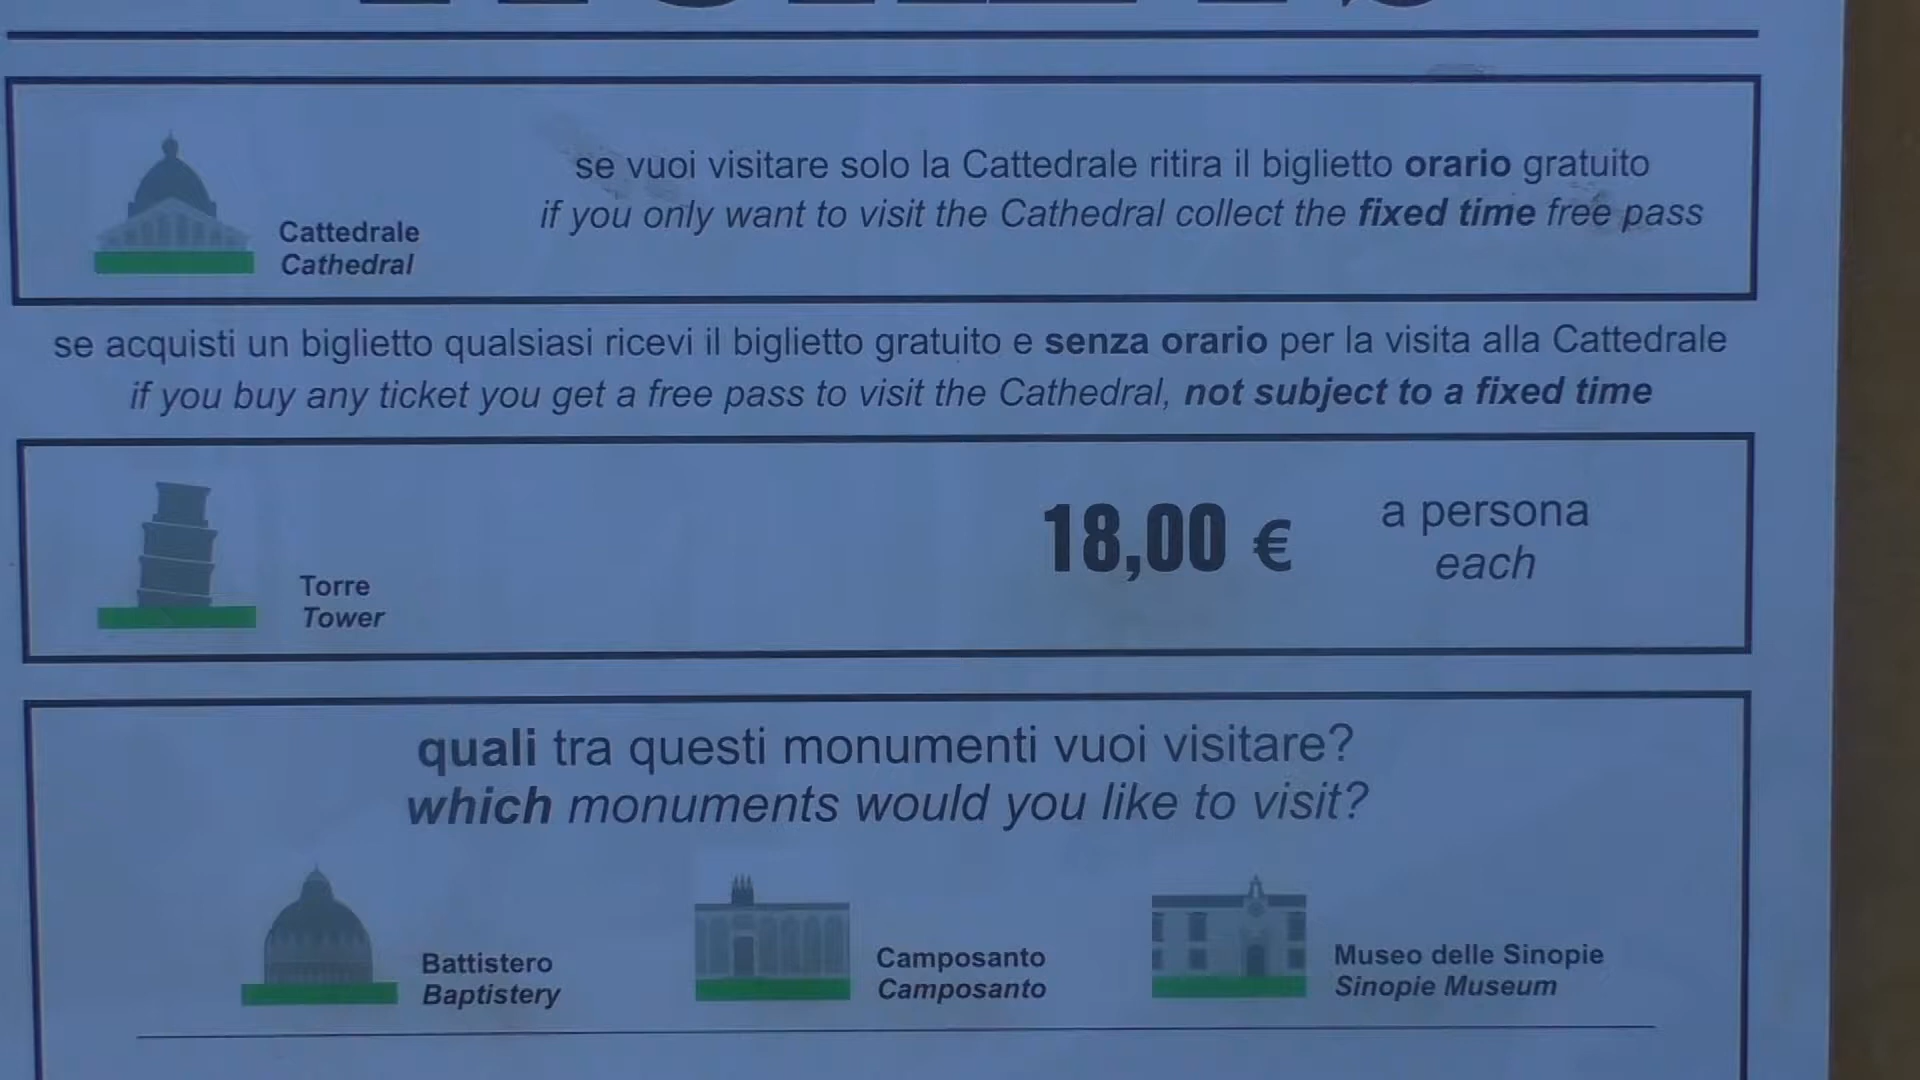 se vuoi visitare solo la Cattedrale ritira il biglietto orario gratuito
if you only want to visit the Cathedral collect the fixed time free pass
Cattedrale
Cathedral
se acquisti un biglietto qualsiasi ricevi il biglietto gratuito e senza orario per la visita alla Cattedrale
if you buy any ticket you get a free pass to visit the Cathedral, not subject to a fixed time
18,00 €
a persona
each
Torre
Tower
quali tra questi monumenti vuoi visitare?
which monuments would you like to visit?
Battistero
Baptistery
Camposanto
Camposanto
Museo delle Sinopie
Sinopie Museum